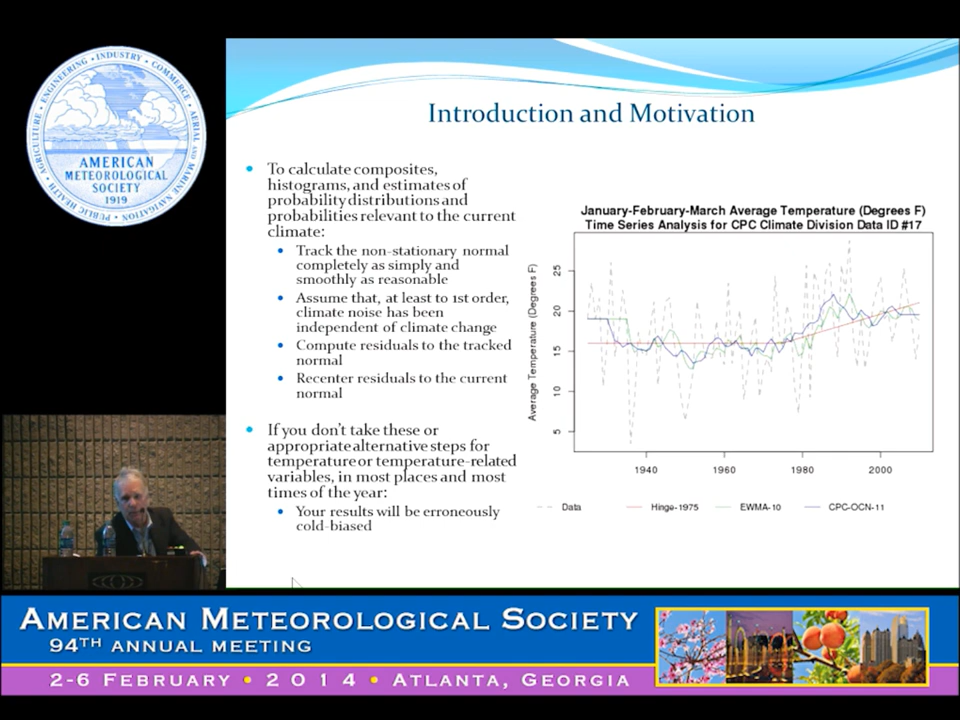 ENGINEERING • INDUSTRY • COMMERCE • AERIAL AND MARINE NAVIGATION • PUBLIC HEALTH • AGRICULTURE •
AMERICAN
METEOROLOGICAL
SOCIETY
1919
Introduction and Motivation
To calculate composites,
histograms, and estimates of
probability distributions and
probabilities relevant to the current
climate:
Track the non-stationary normal
completely as simply and
smoothly as reasonable
Assume that, at least to 1st order,
climate noise has been
independent of climate change
Compute residuals to the tracked
normal
Recenter residuals to the current
normal
If you don't take these or
appropriate alternative steps for
temperature or temperature-related
variables, in most places and most
times of the year:
Your results will be erroneously
cold-biased
January-February-March Average Temperature (Degrees F)
Time Series Analysis for CPC Climate Division Data ID #17
Average Temperature (Degrees F)
25
20
15
10
5
1940 1960 1980 2000
Data Hinge-1975 EWMA-10 CPC-OCN-11
AMERICAN METEOROLOGICAL SOCIETY
94TH ANNUAL MEETING
2-6 FEBRUARY • 2014 • ATLANTA, GEORGIA